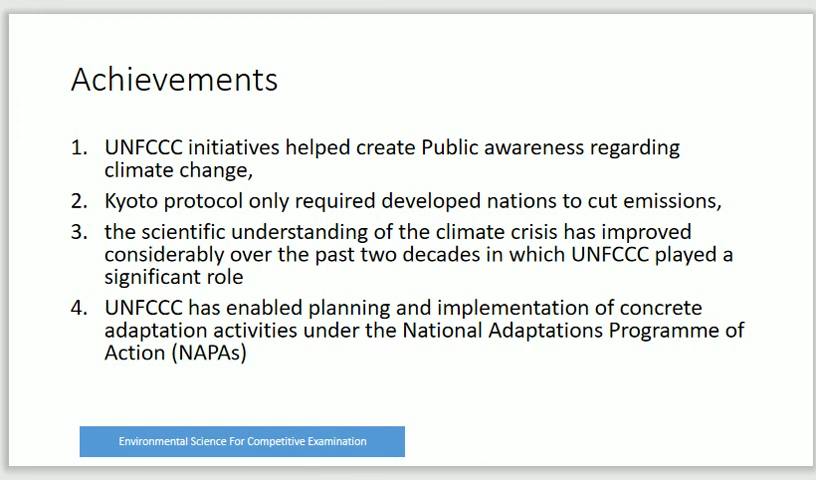 Achievements
1. UNFCCC initiatives helped create Public awareness regarding
climate change,
2. Kyoto protocol only required developed nations to cut emissions,
3. the scientific understanding of the climate crisis has improved
considerably over the past two decades in which UNFCCC played a
significant role
4. UNFCCC has enabled planning and implementation of concrete
adaptation activities under the National Adaptations Programme of
Action (NAPAs)
Environmental Science For Competitive Examination